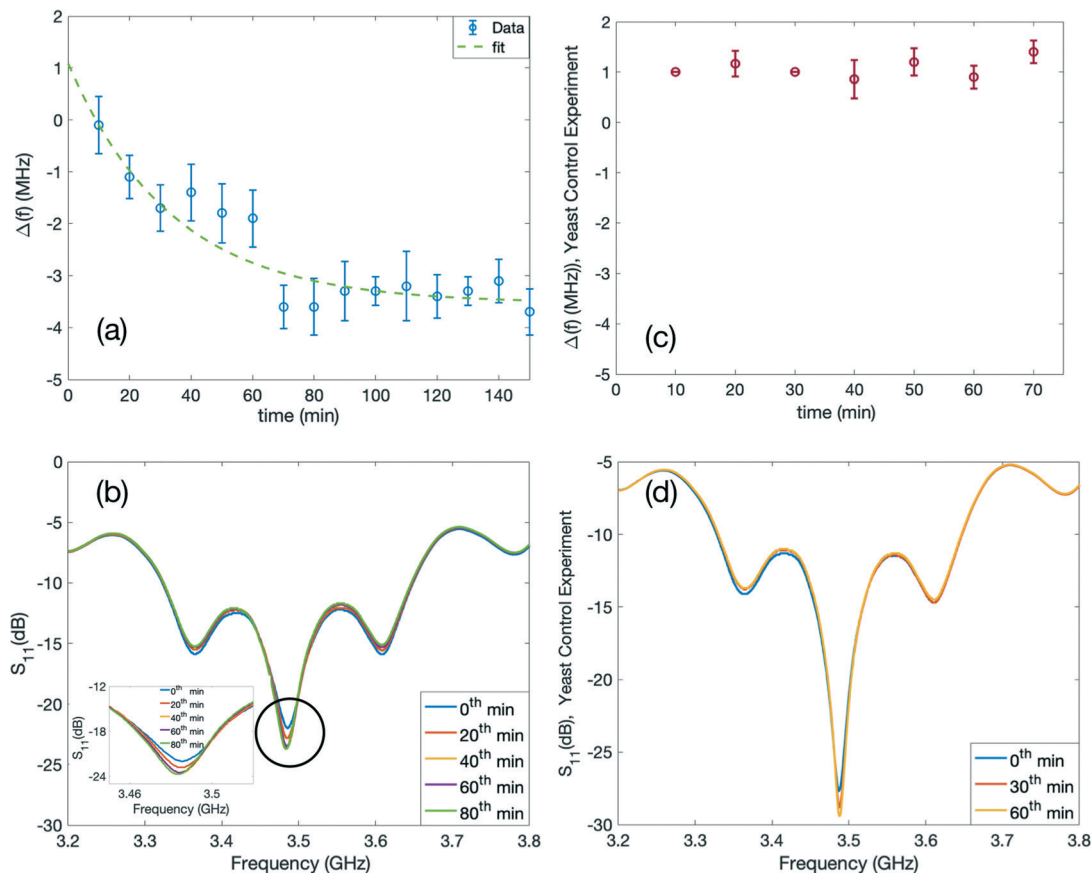 2
1
0
-1
-2
-3
-4
-5
Δ(f) (MHz)
Data
fit
(a)
0 20 40 60 80 100 120 140
time (min)
2
1
0
-1
-2
-3
-4
-5
Δ(f) (MHz)), Yeast Control Experiment
(c)
0 10 20 30 40 50 60 70
time (min)
0
-5
-10
-15
-20
-25
-30
S11(dB)
(b)
-12
-18
-24
S11(dB)
0th min
20th min
40th min
60th min
80th min
3.46 3.5
Frequency (GHz)
0th min
20th min
40th min
60th min
80th min
3.2 3.3 3.4 3.5 3.6 3.7 3.8
Frequency (GHz)
-5
-10
-15
-20
-25
-30
S11(dB), Yeast Control Experiment
(d)
0th min
30th min
60th min
3.2 3.3 3.4 3.5 3.6 3.7 3.8
Frequency (GHz)